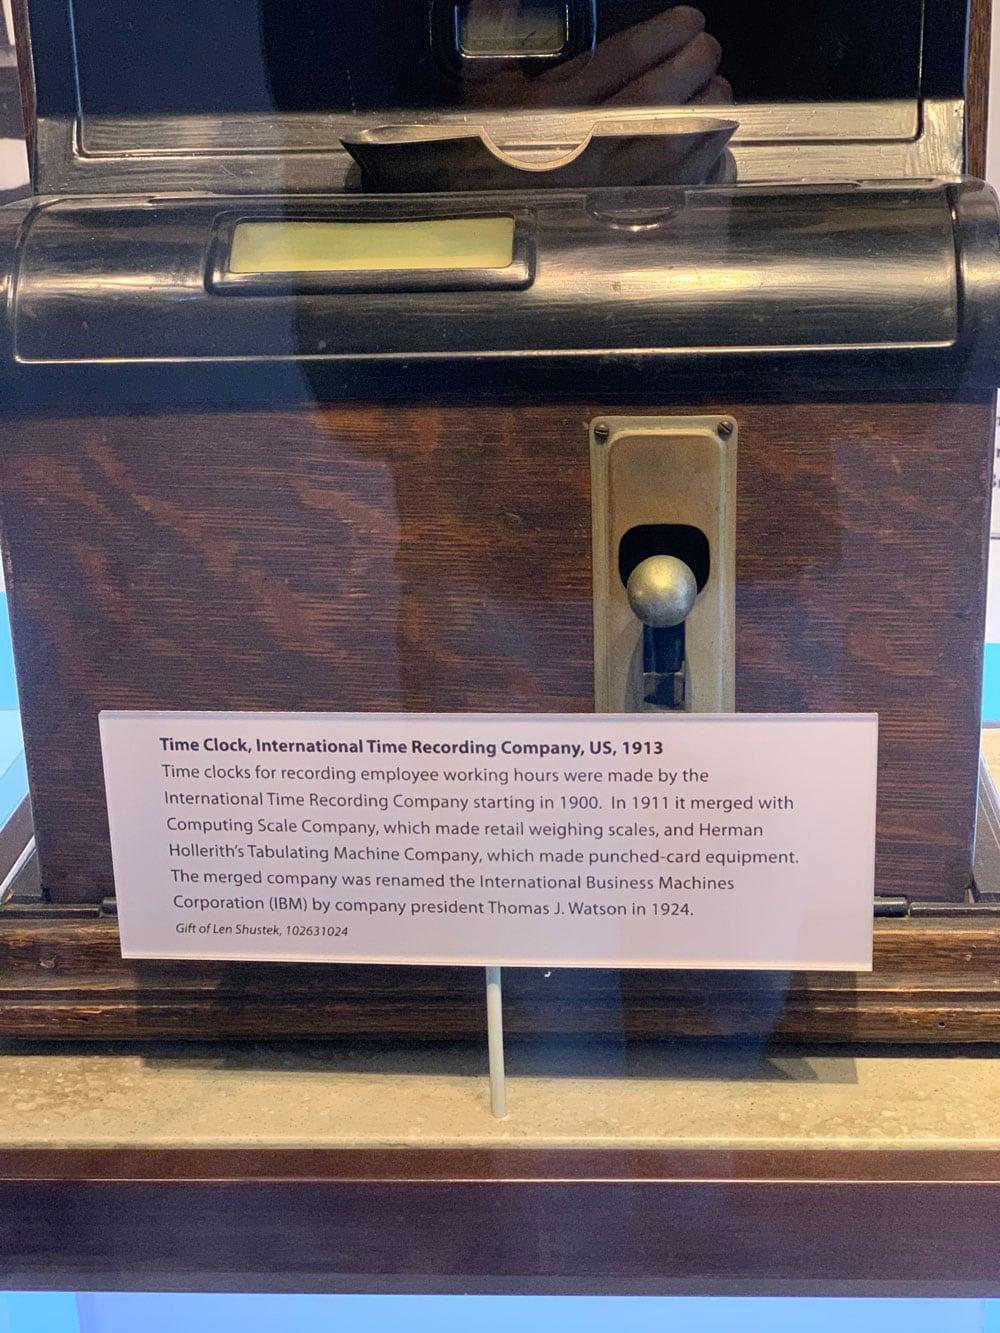 Time Clock, International Time Recording Company, US, 1913
Time clocks for recording employee working hours were made by the
International Time Recording Company starting in 1900. In 1911 it merged with
Computing Scale Company, which made retail weighing scales, and Herman
Hollerith's Tabulating Machine Company, which made punched-card equipment.
The merged company was renamed the International Business Machines
Corporation (IBM) by company president Thomas J. Watson in 1924.
Gift of Len Shustek, 102631024